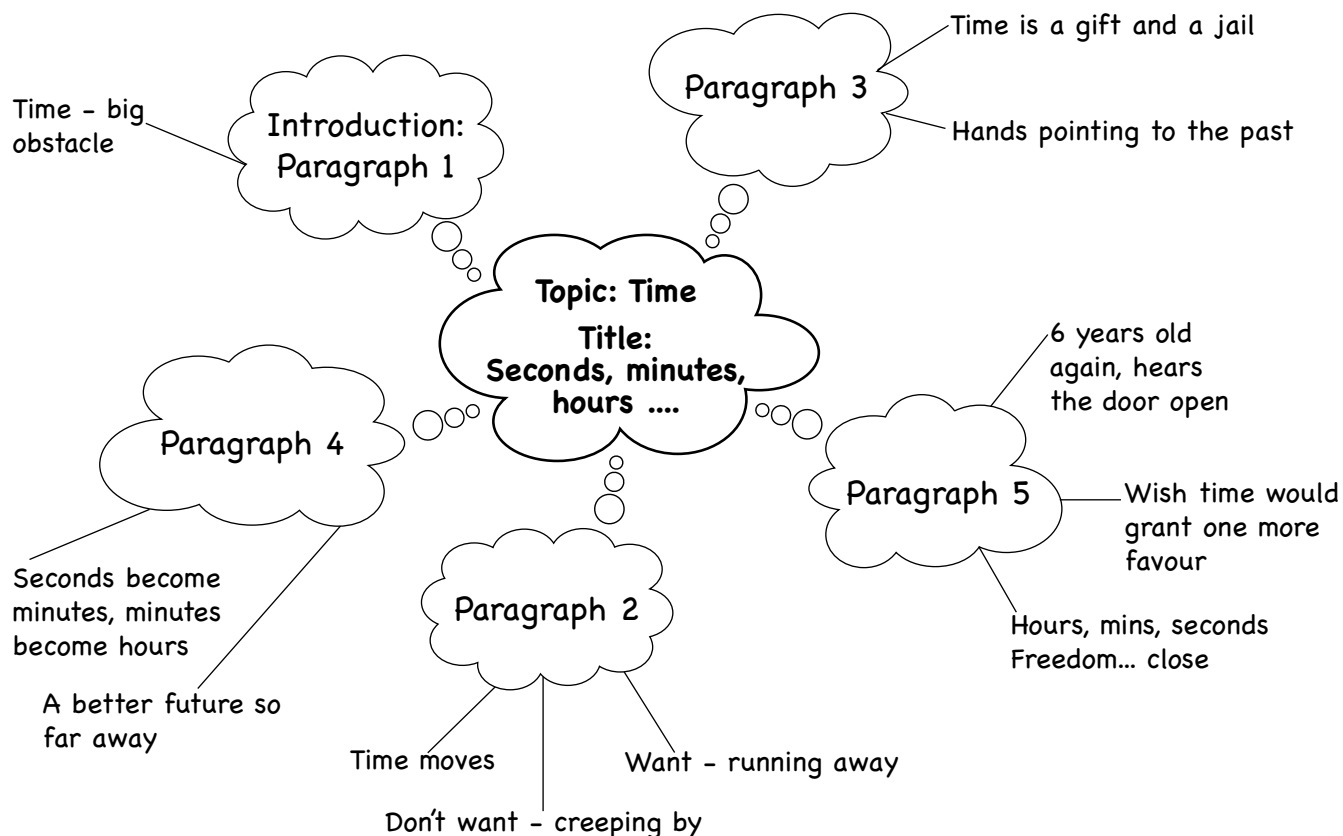 Time is a gift and a jail
Paragraph 3
Hands pointing to the past
Time – big
obstacle
Introduction:
Paragraph 1
Topic: Time
Title:
Seconds, minutes,
hours ....
6 years old
again, hears
the door open
Paragraph 5
Wish time would
grant one more
favour
Hours, mins, seconds
Freedom... close
Paragraph 4
Seconds become
minutes, minutes
become hours
A better future so
far away
Paragraph 2
Time moves
Don't want – creeping by
Want – running away